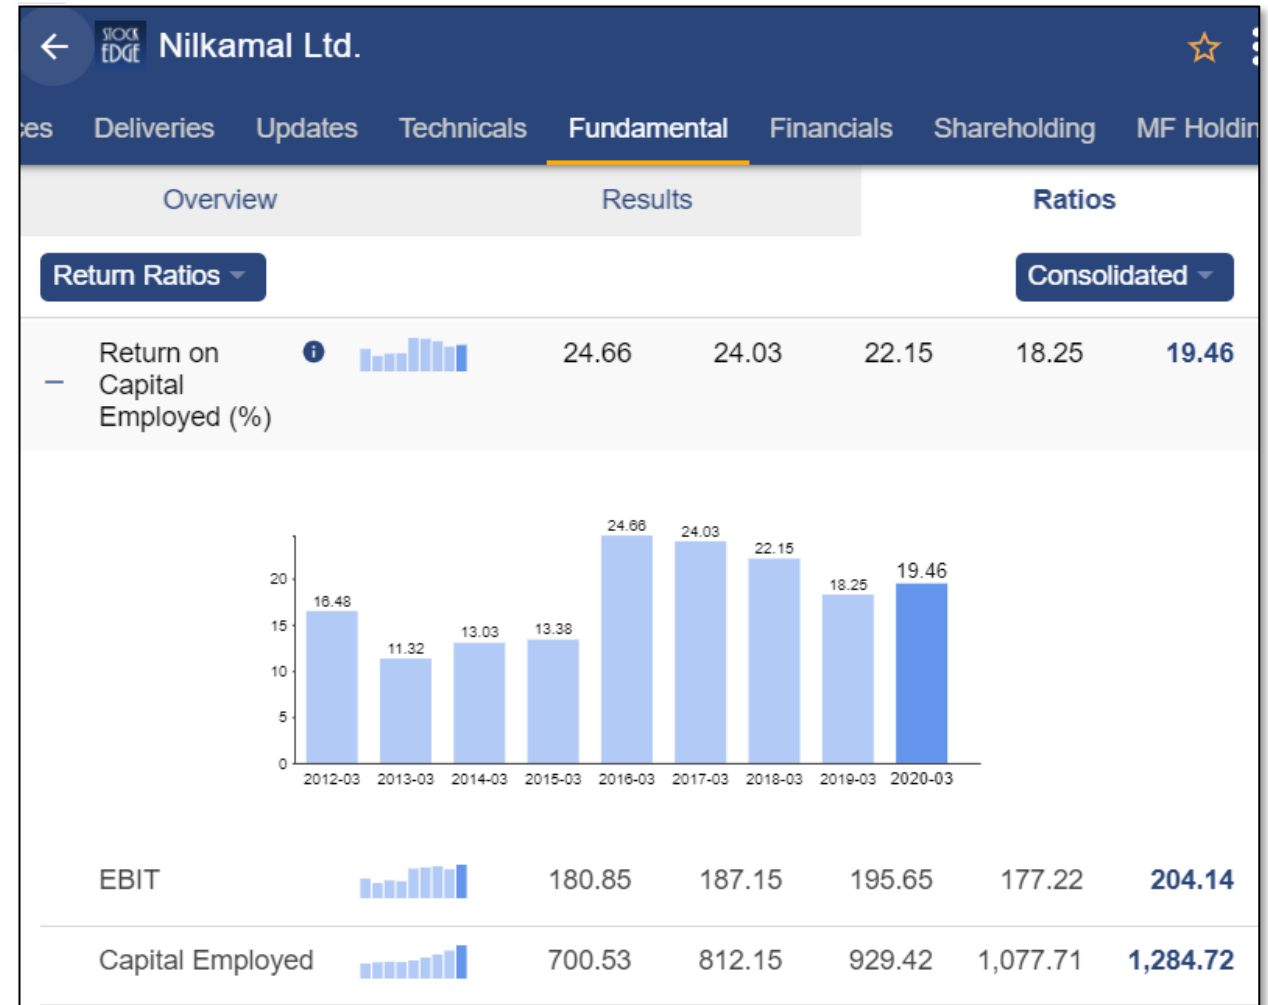 STOCK EDGE Nilkamal Ltd.
ces Deliveries Updates Technicals Fundamental Financials Shareholding MF Holdin
Overview Results Ratios
Return Ratios Consolidated
Return on Capital Employed (%) 24.66 24.03 22.15 18.25 19.46
24.66
24.03
22.15
19.46
18.25
16.48
13.38
13.03
11.32
20
15
10
5
0
2012-03 2013-03 2014-03 2015-03 2016-03 2017-03 2018-03 2019-03 2020-03
EBIT 180.85 187.15 195.65 177.22 204.14
Capital Employed 700.53 812.15 929.42 1,077.71 1,284.72